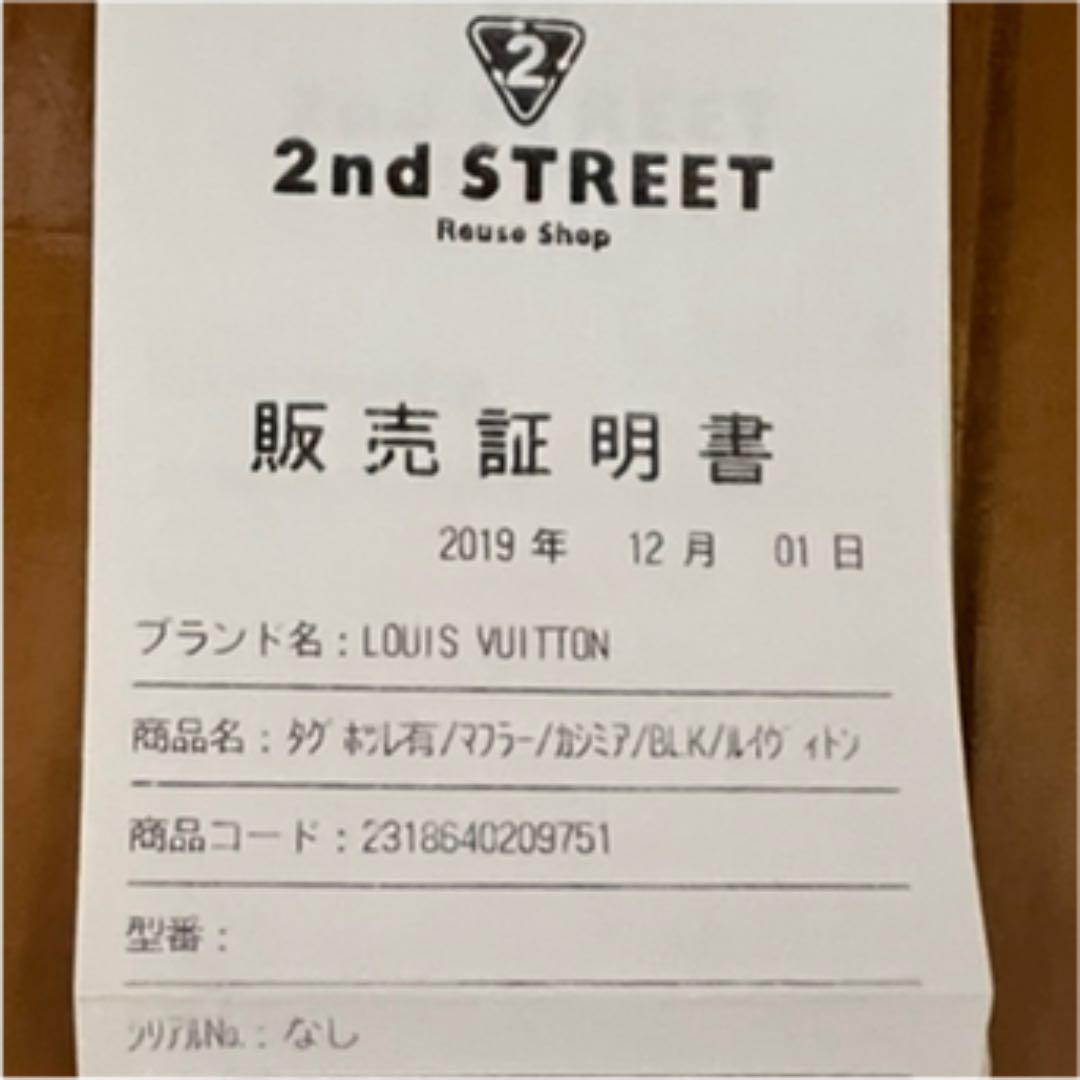 2
2nd STREET
Reuse Shop
販売証明書
2019 年 12 月 01 日
ブランド名：LOUIS VUITTON
商品名：ﾀｸﾞ ﾎﾂﾚ有/ﾏﾌﾗｰ/ｶｼﾐｱ/BLK/ﾙｲｳﾞｨﾄﾝ
商品コード：2318640209751
型番：
ｼﾘｱﾙNo.：なし